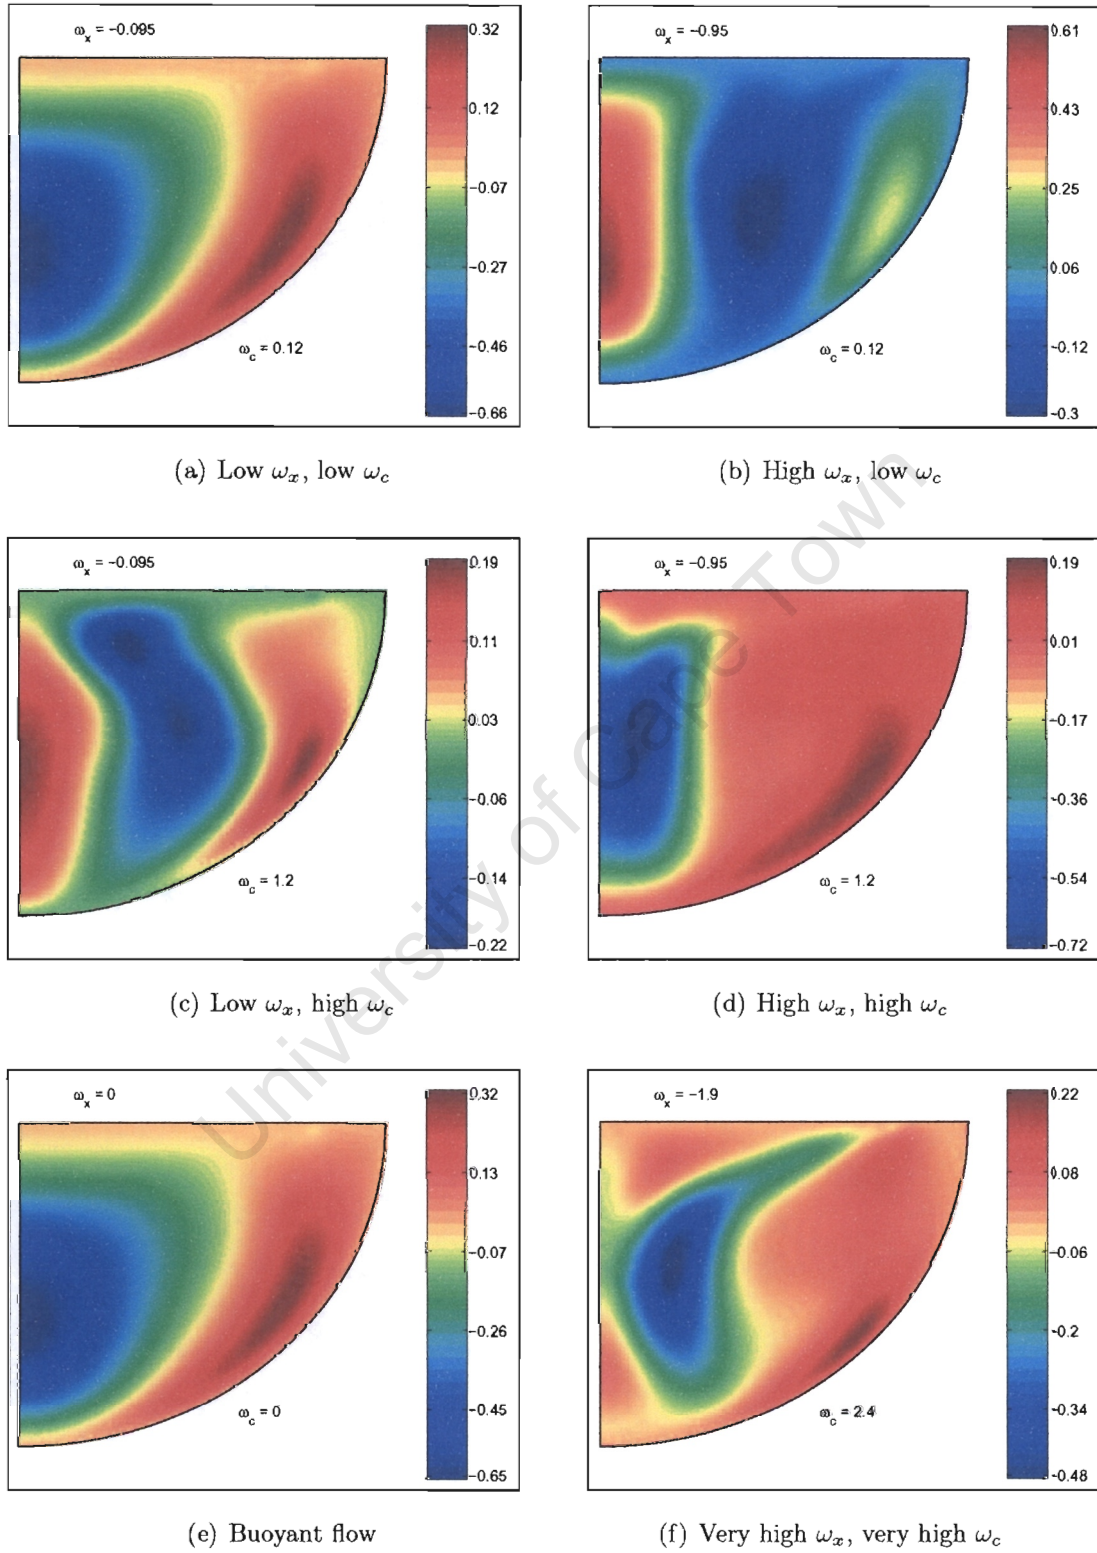 ωx = −0.095
0.32
0.12
−0.07
−0.27
−0.46
−0.66
ωc = 0.12
(a) Low ωx, low ωc
ωx = −0.95
0.61
0.43
0.25
0.06
−0.12
−0.3
ωc = 0.12
(b) High ωx, low ωc
ωx = −0.095
0.19
0.11
0.03
−0.06
−0.14
−0.22
ωc = 1.2
(c) Low ωx, high ωc
ωx = −0.95
0.19
0.01
−0.17
−0.36
−0.54
−0.72
ωc = 1.2
(d) High ωx, high ωc
ωx = 0
0.32
0.13
−0.07
−0.26
−0.45
−0.65
ωc = 0
(e) Buoyant flow
ωx = −1.9
0.22
0.08
−0.06
−0.2
−0.34
−0.48
ωc = 2.4
(f) Very high ωx, very high ωc
University of Cape Town